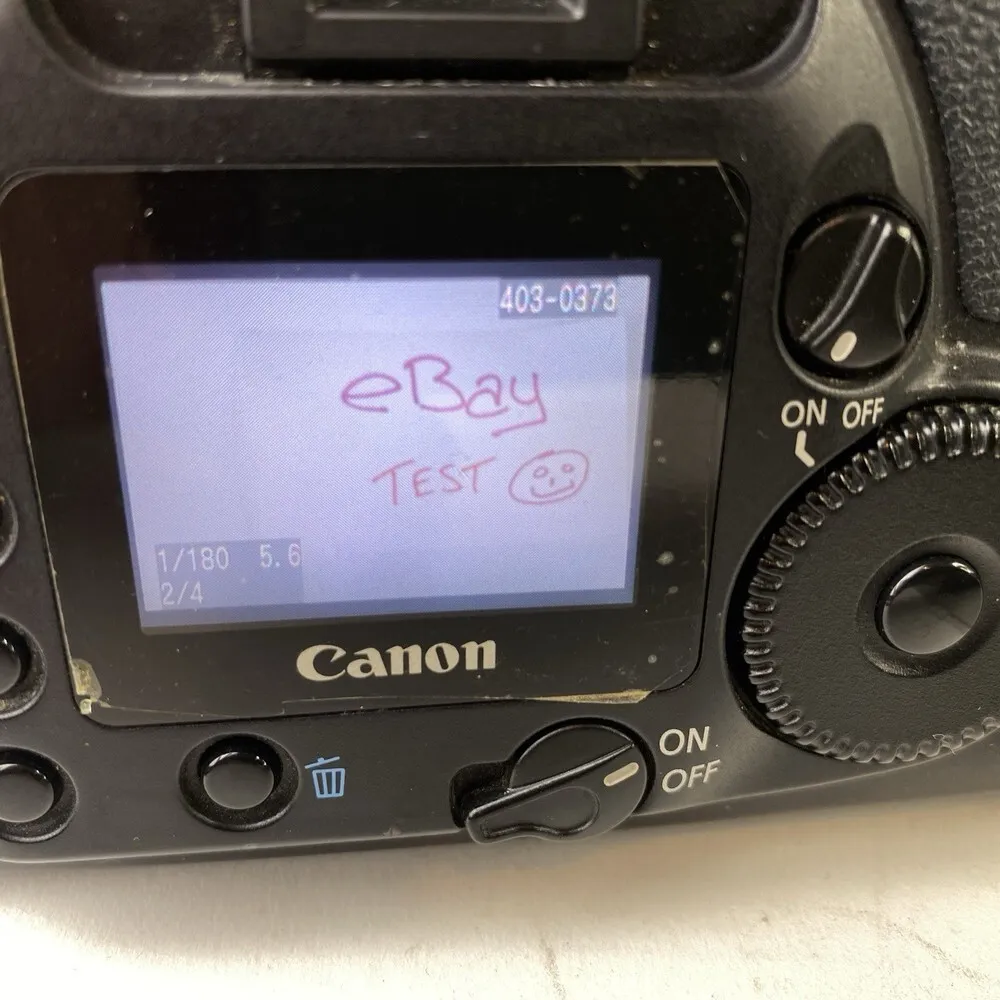 403-0373
eBay
TEST
1/180 5.6
2/4
Canon
ON OFF
ON
OFF